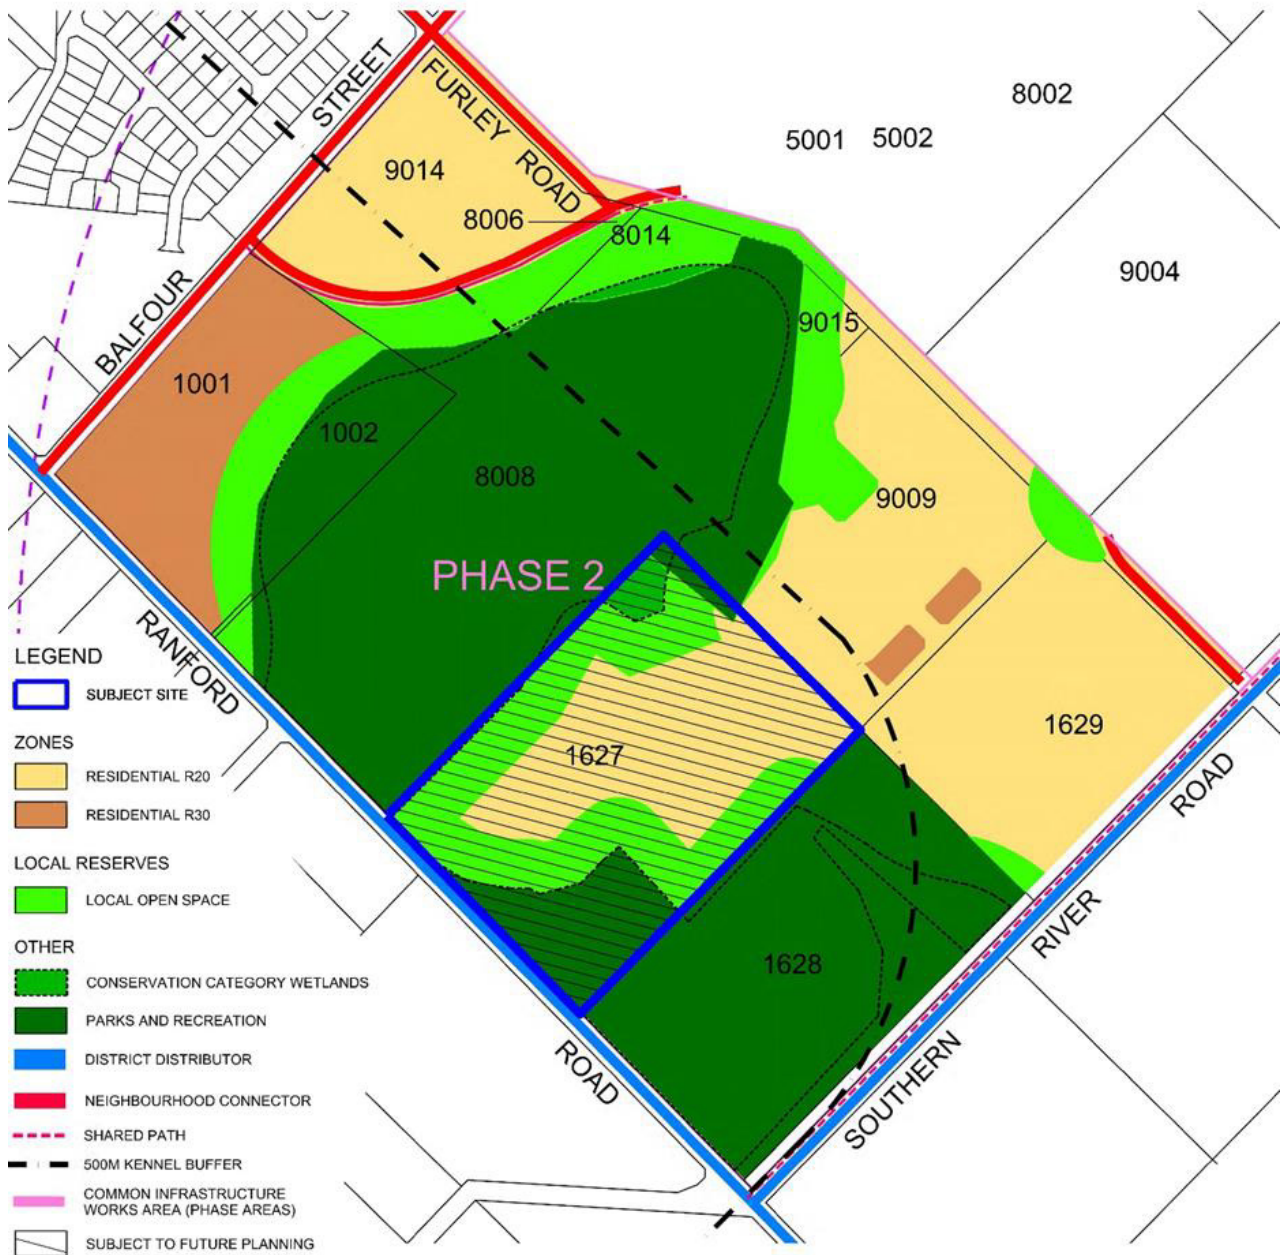 STREET
FURLEY ROAD
8002
5001 5002
9014
8006
8014
9004
BALFOUR
9015
1001
1002
8008
9009
PHASE 2
RANFORD
1627
1629
ROAD
RIVER
1628
SOUTHERN
ROAD
LEGEND
SUBJECT SITE
ZONES
RESIDENTIAL R20
RESIDENTIAL R30
LOCAL RESERVES
LOCAL OPEN SPACE
OTHER
CONSERVATION CATEGORY WETLANDS
PARKS AND RECREATION
DISTRICT DISTRIBUTOR
NEIGHBOURHOOD CONNECTOR
SHARED PATH
500M KENNEL BUFFER
COMMON INFRASTRUCTURE
WORKS AREA (PHASE AREAS)
SUBJECT TO FUTURE PLANNING